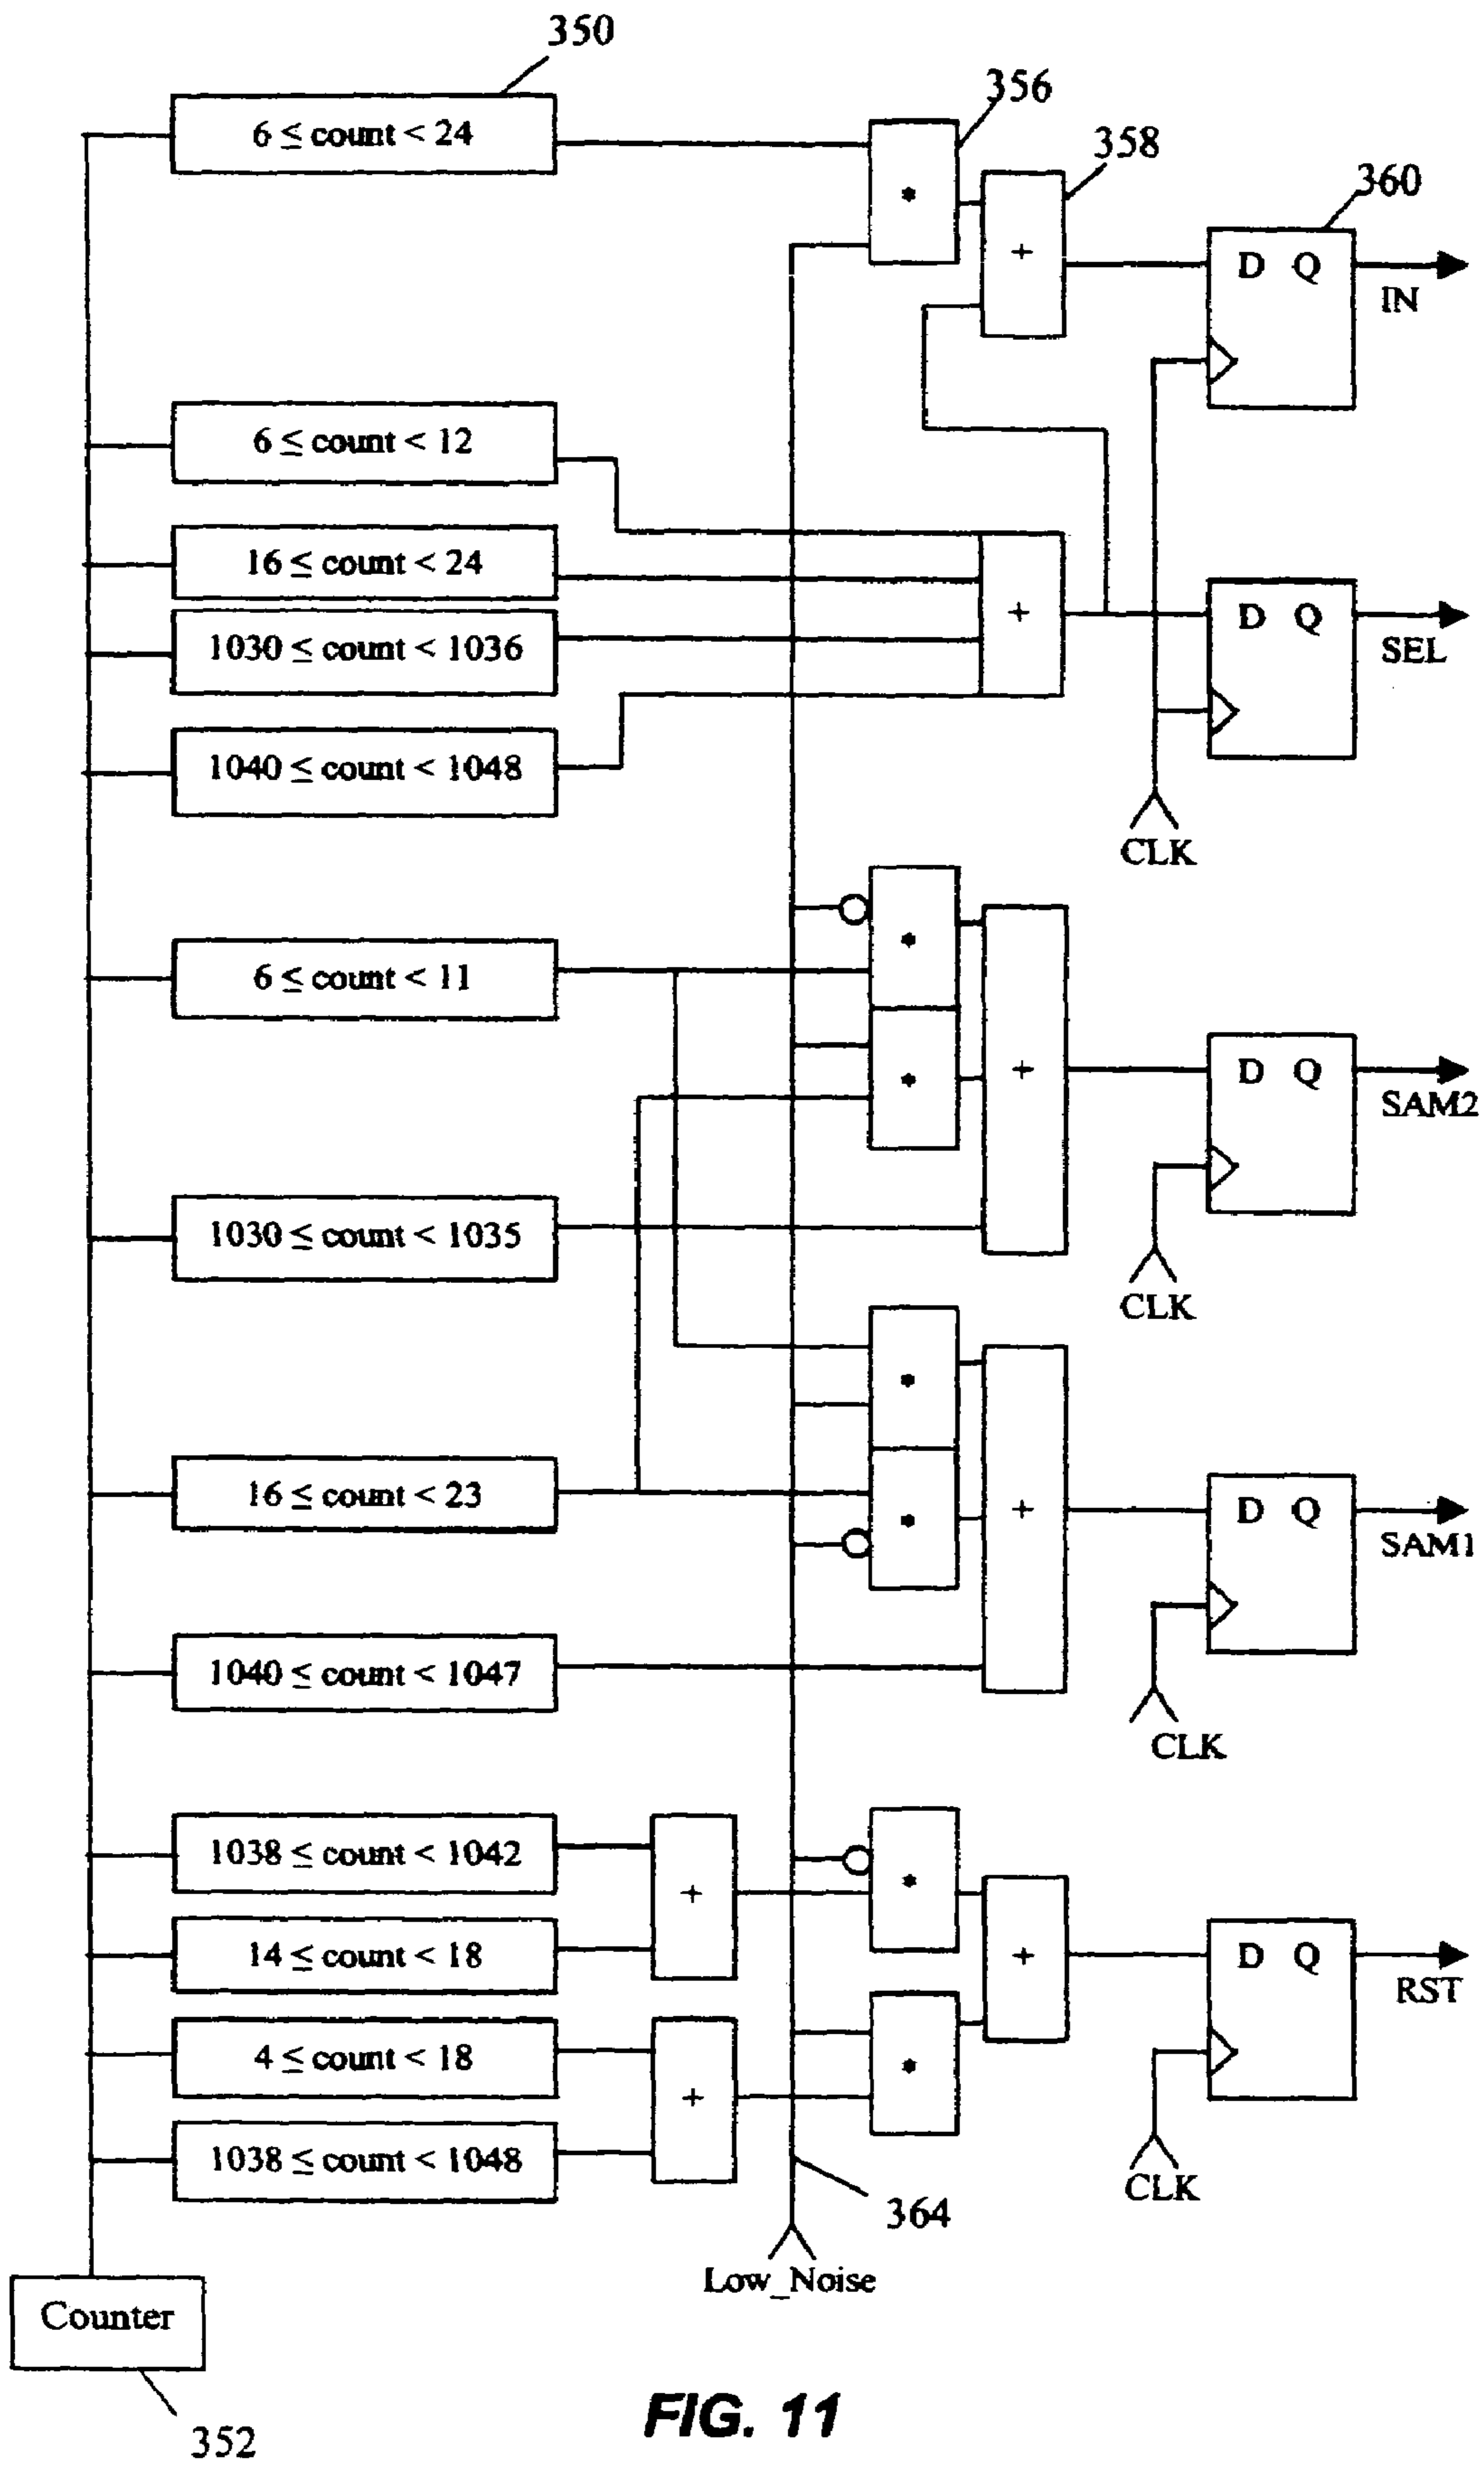 350
6 ≤ count < 24
356
*
358
+
360
D Q
IN
6 ≤ count < 12
16 ≤ count < 24
1030 ≤ count < 1036
1040 ≤ count < 1048
+
D Q
SEL
CLK
6 ≤ count < 11
*
*
+
D Q
SAM2
1030 ≤ count < 1035
CLK
*
16 ≤ count < 23
*
+
D Q
SAM1
1040 ≤ count < 1047
CLK
1038 ≤ count < 1042
+
*
14 ≤ count < 18
+
D Q
RST
4 ≤ count < 18
+
*
1038 ≤ count < 1048
CLK
364
Low_Noise
Counter
352
FIG. 11